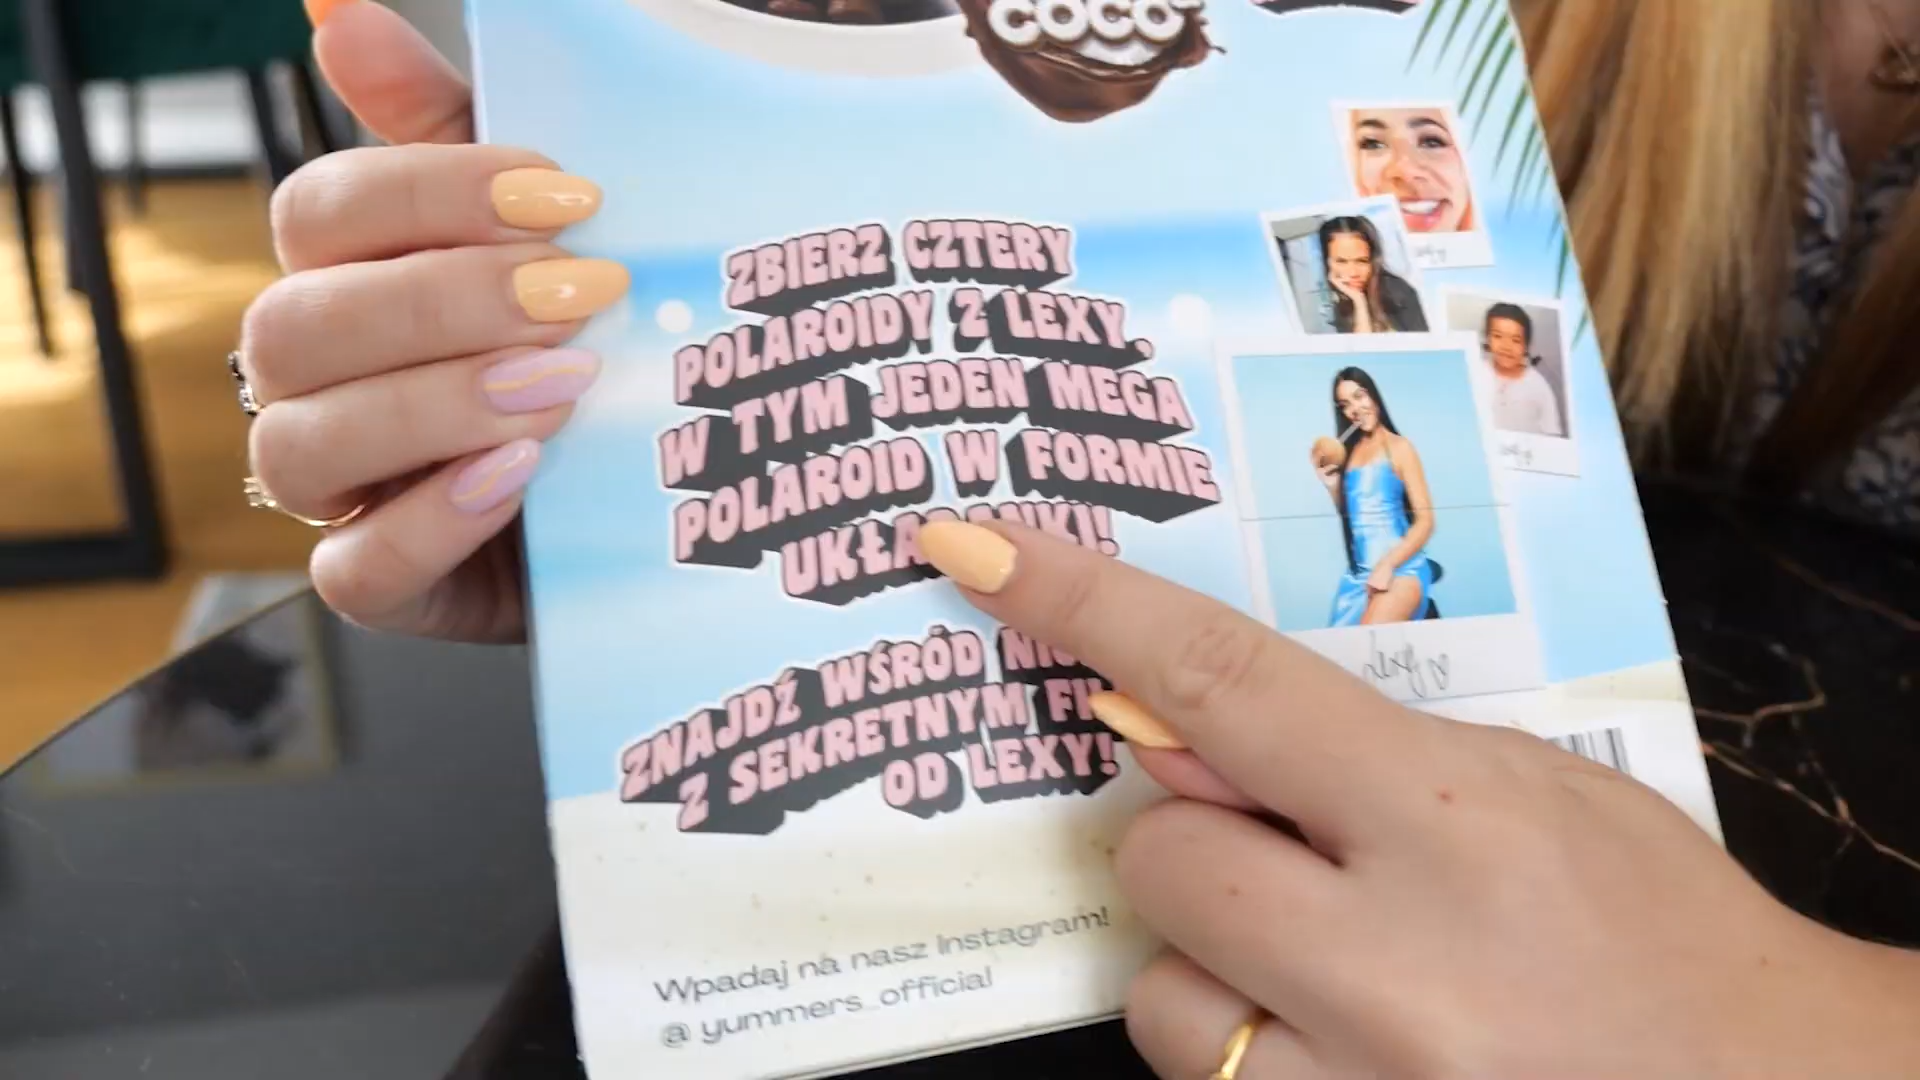 COCO
ZBIERZ CZTERY
POLAROIDY Z LEXY,
W TYM JEDEN MEGA
POLAROID W FORMIE
ZNAJDŹ WŚRÓD
Z SEKRETNYM
OD LEXY!
Lexy
Wpadaj na nasz Instagram!
@yummers_official